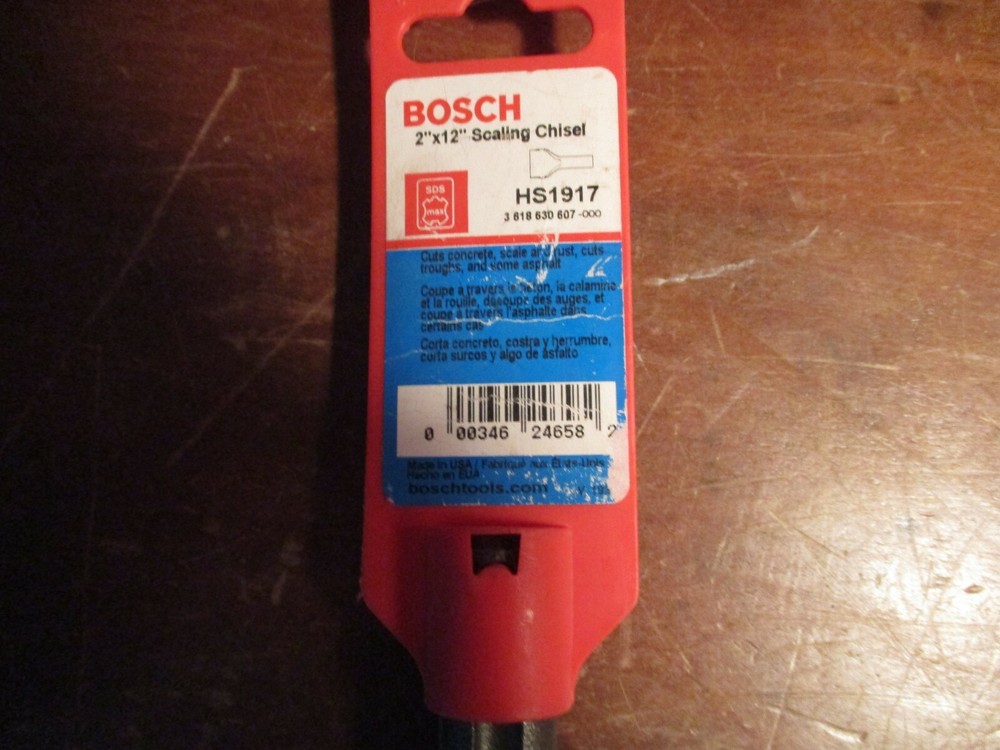 BOSCH
2"x12" Scaling Chisel
SDS
max
HS1917
3 618 630 607 -000
Cuts concrete, scale and rust, cuts
troughs, and some asphalt
Coupe à travers le béton, la calamine
et la rouille, découpe des auges, et
coupe à travers l'asphalte dans
certains cas
Corta concreto, costra y herrumbre,
corta surcos y algo de asfalto
0 00346 24658 2
Made in USA / Fabriqué aux États-Unis
Hecho en EUA
boschtools.com